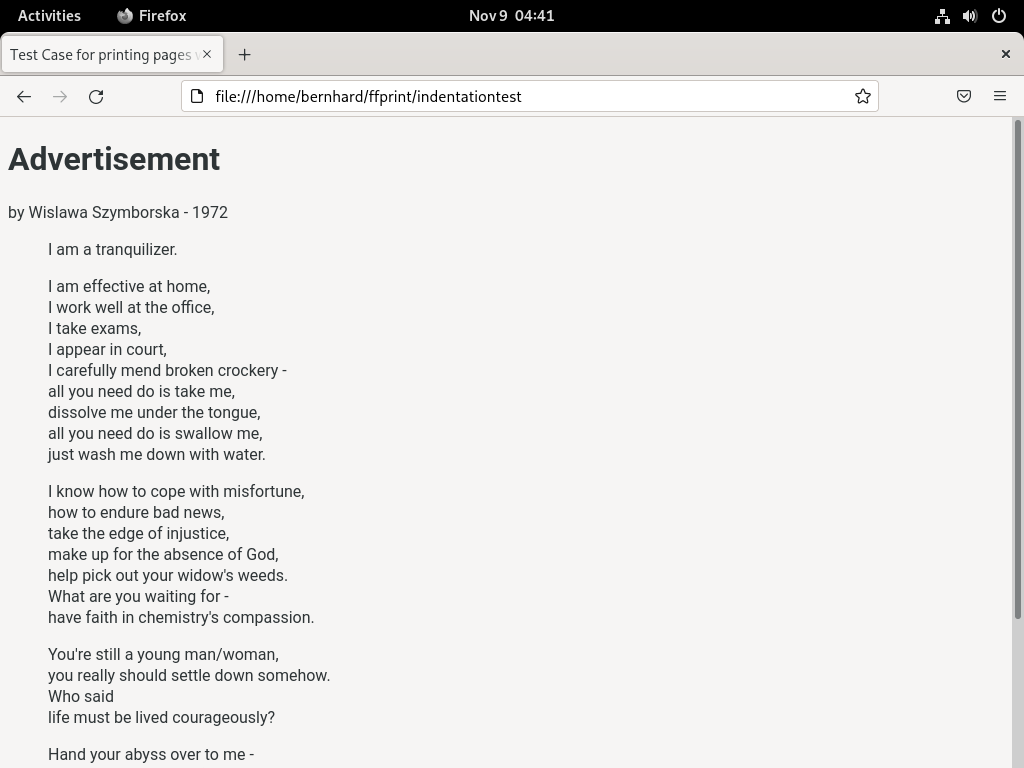 Activities Firefox Nov 9 04:41
Test Case for printing pages
file:///home/bernhard/ffprint/indentationtest
Advertisement
by Wislawa Szymborska - 1972
I am a tranquilizer.
I am effective at home,
I work well at the office,
I take exams,
I appear in court,
I carefully mend broken crockery -
all you need do is take me,
dissolve me under the tongue,
all you need do is swallow me,
just wash me down with water.
I know how to cope with misfortune,
how to endure bad news,
take the edge of injustice,
make up for the absence of God,
help pick out your widow's weeds.
What are you waiting for -
have faith in chemistry's compassion.
You're still a young man/woman,
you really should settle down somehow.
Who said
life must be lived courageously?
Hand your abyss over to me -